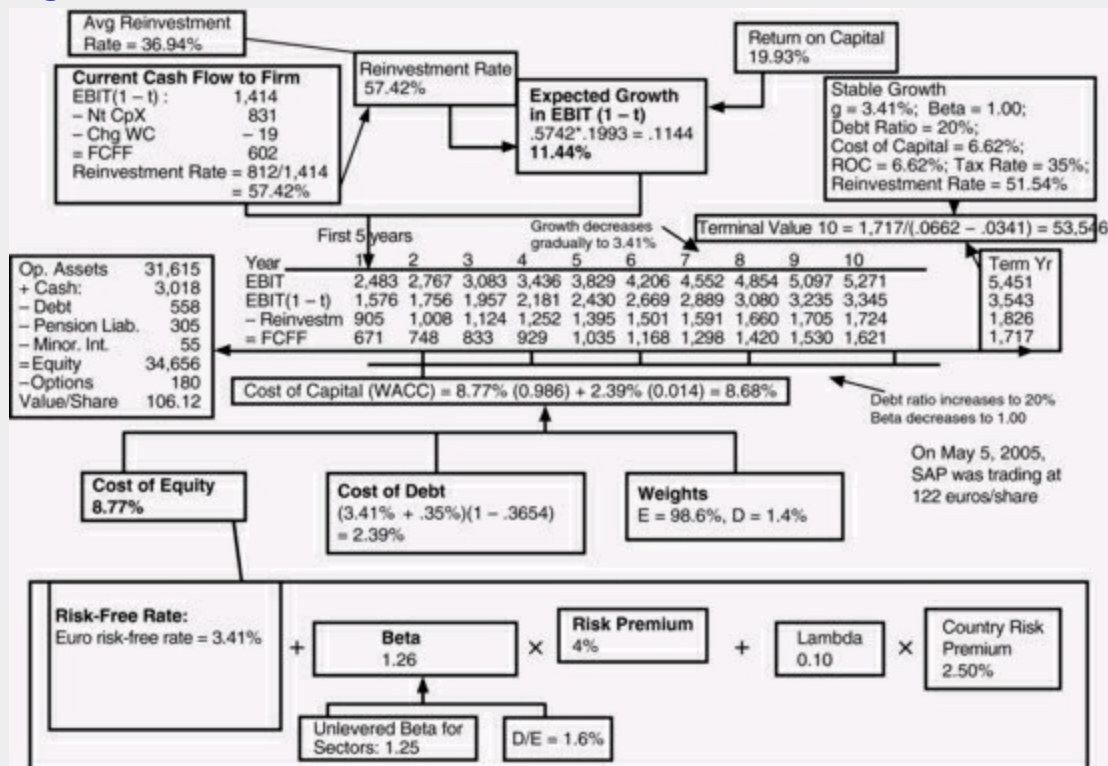 Avg Reinvestment
Rate = 36.94%
Current Cash Flow to Firm
EBIT(1 – t) : 1,414
– Nt CpX 831
– Chg WC – 19
= FCFF 602
Reinvestment Rate = 812/1,414
= 57.42%
Reinvestment Rate
57.42%
Expected Growth
in EBIT (1 – t)
.5742*.1993 = .1144
11.44%
Return on Capital
19.93%
Stable Growth
g = 3.41%; Beta = 1.00;
Debt Ratio = 20%;
Cost of Capital = 6.62%;
ROC = 6.62%; Tax Rate = 35%;
Reinvestment Rate = 51.54%
Terminal Value 10 = 1,717/(.0662 – .0341) = 53,546
First 5 years
Growth decreases
gradually to 3.41%
Op. Assets 31,615
+ Cash: 3,018
– Debt 558
– Pension Liab. 305
– Minor. Int. 55
=Equity 34,656
–Options 180
Value/Share 106.12
Year 1 2 3 4 5 6 7 8 9 10
EBIT 2,483 2,767 3,083 3,436 3,829 4,206 4,552 4,854 5,097 5,271
EBIT(1 – t) 1,576 1,756 1,957 2,181 2,430 2,669 2,889 3,080 3,235 3,345
– Reinvestm 905 1,008 1,124 1,252 1,395 1,501 1,591 1,660 1,705 1,724
= FCFF 671 748 833 929 1,035 1,168 1,298 1,420 1,530 1,621
Term Yr
5,451
3,543
1,826
1,717
Cost of Capital (WACC) = 8.77% (0.986) + 2.39% (0.014) = 8.68%
Debt ratio increases to 20%
Beta decreases to 1.00
On May 5, 2005,
SAP was trading at
122 euros/share
Cost of Equity
8.77%
Cost of Debt
(3.41% + .35%)(1 – .3654)
= 2.39%
Weights
E = 98.6%, D = 1.4%
Risk-Free Rate:
Euro risk-free rate = 3.41%
+
Beta
1.26
×
Risk Premium
4%
+
Lambda
0.10
×
Country Risk
Premium
2.50%
Unlevered Beta for
Sectors: 1.25
D/E = 1.6%